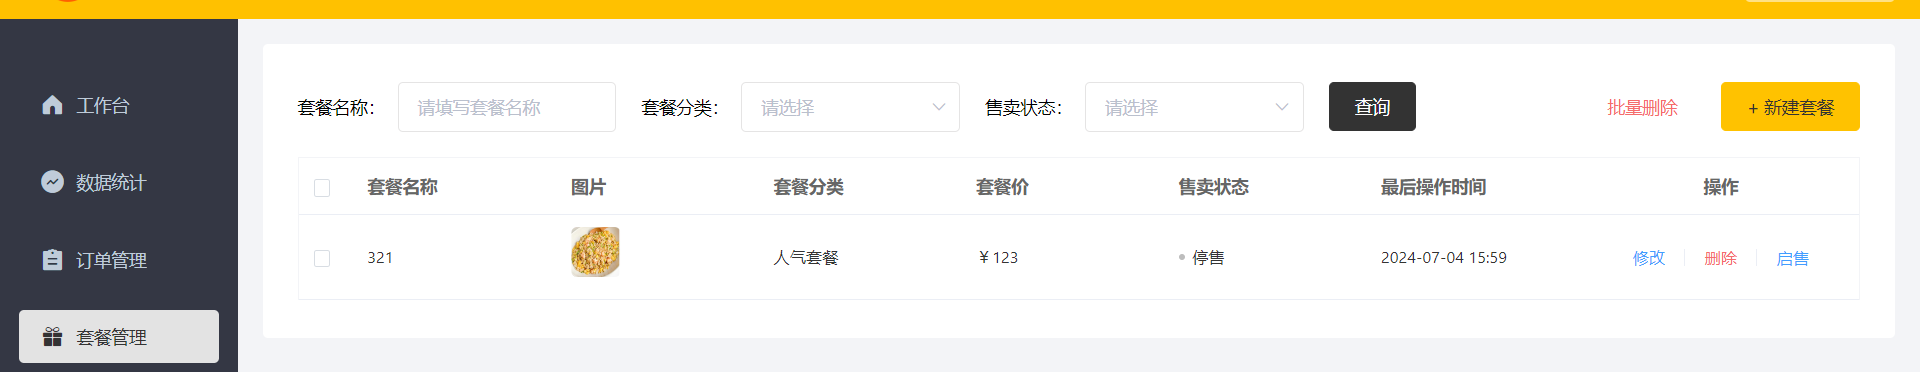 工作台
数据统计
订单管理
套餐管理
套餐名称： 请填写套餐名称 套餐分类： 请选择 售卖状态： 请选择 查询 批量删除 + 新建套餐
套餐名称 图片 套餐分类 套餐价 售卖状态 最后操作时间 操作
321 人气套餐 ￥123 停售 2024-07-04 15:59 修改 删除 启售